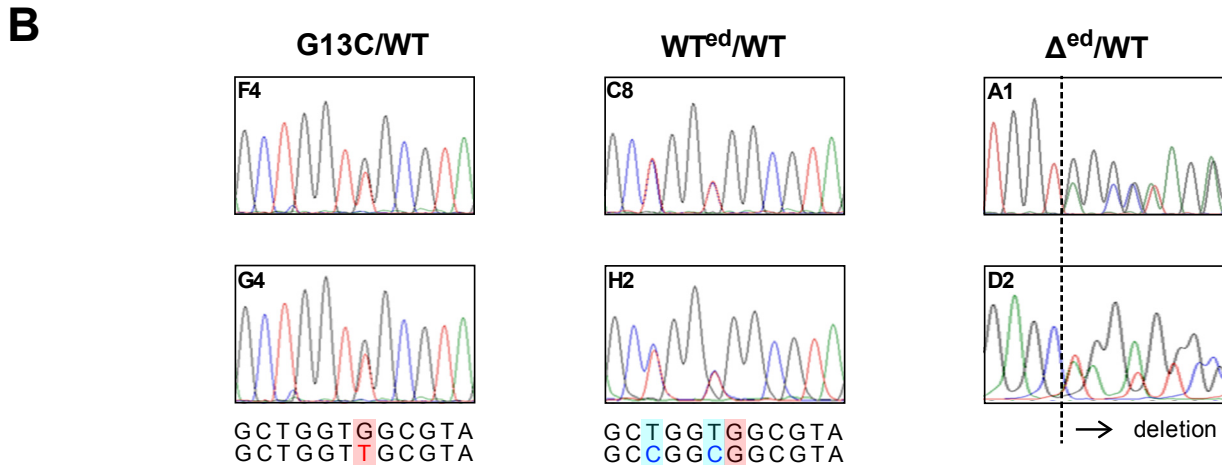 B
G13C/WT
WTed/WT
Δed/WT
F4
C8
A1
G4
H2
D2
GCTGGTGGCGTA
GCTGGTTGCGTA
GCTGGTGGCGTA
GCCGGCGGCGTA
→ deletion